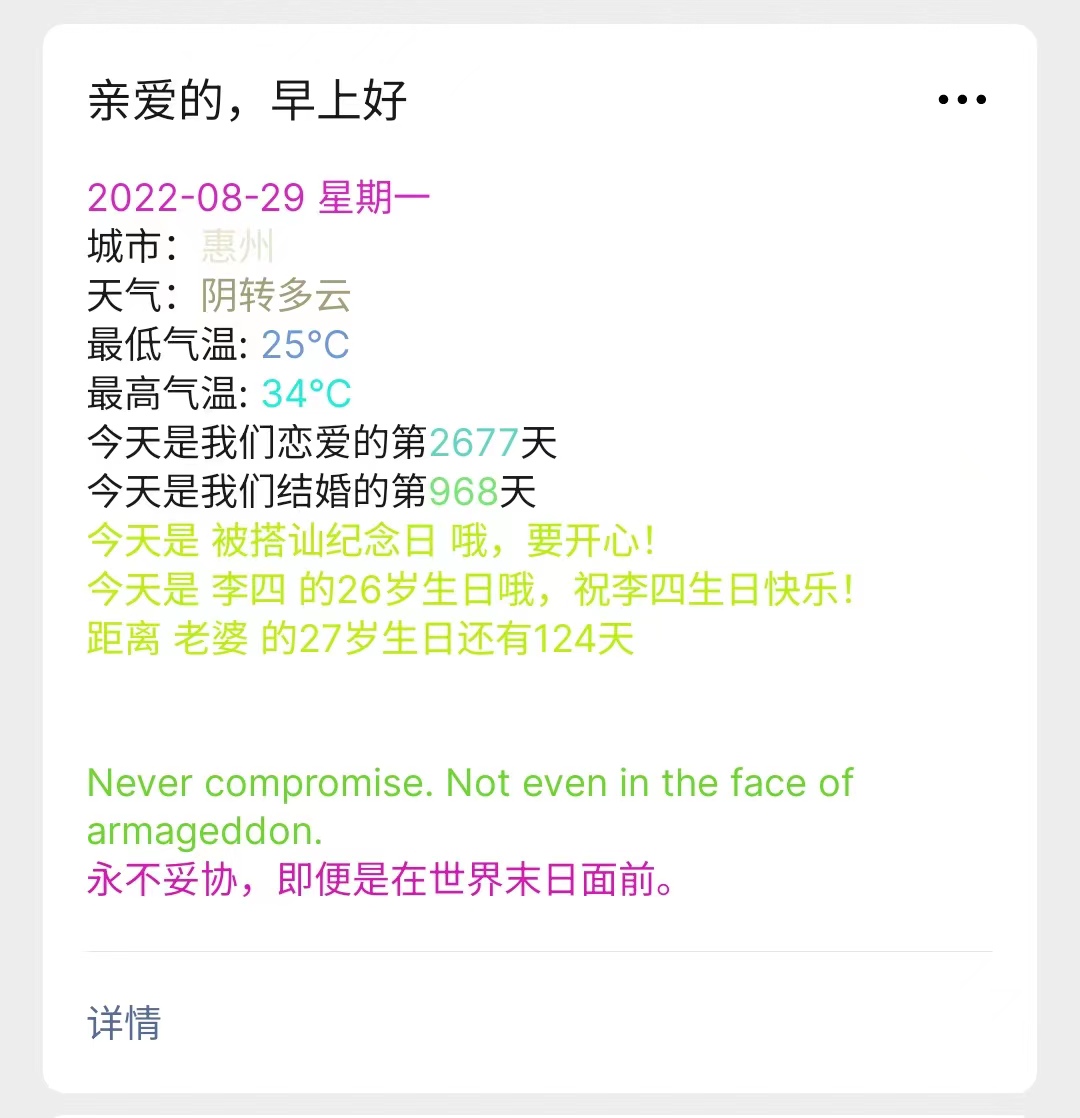 亲爱的，早上好
2022-08-29 星期一
城市：惠州
天气：阴转多云
最低气温: 25°C
最高气温: 34°C
今天是我们恋爱的第2677天
今天是我们结婚的第968天
今天是 被搭讪纪念日 哦，要开心！
今天是 李四 的26岁生日哦，祝李四生日快乐！
距离 老婆 的27岁生日还有124天
Never compromise. Not even in the face of
armageddon.
永不妥协，即便是在世界末日面前。
详情